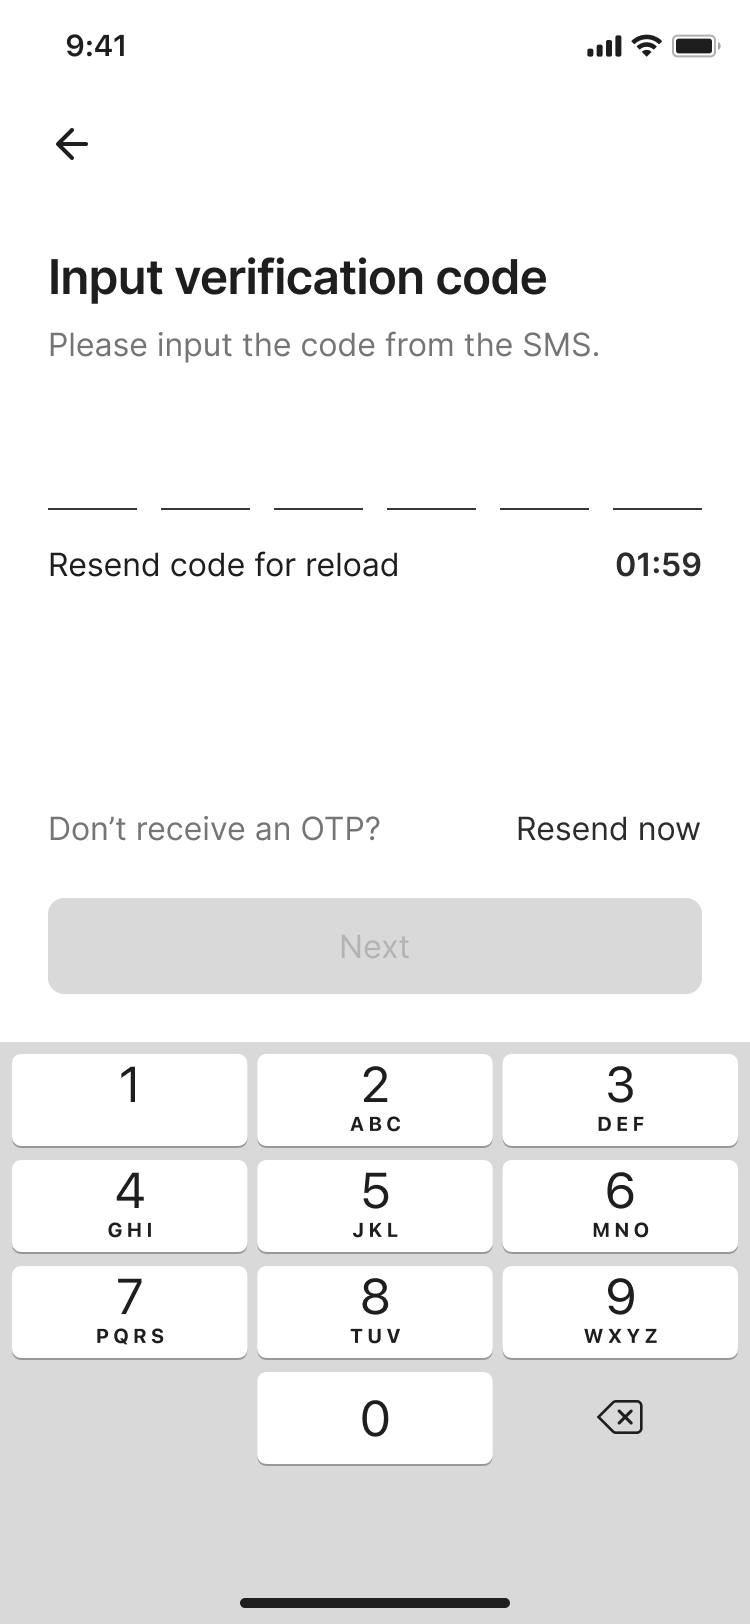 9:41
Input verification code
Please input the code from the SMS.
Resend code for reload 01:59
Don’t receive an OTP? Resend now
Next
1 2 3
ABC DEF
4 5 6
GHI JKL MNO
7 8 9
PQRS TUV WXYZ
0